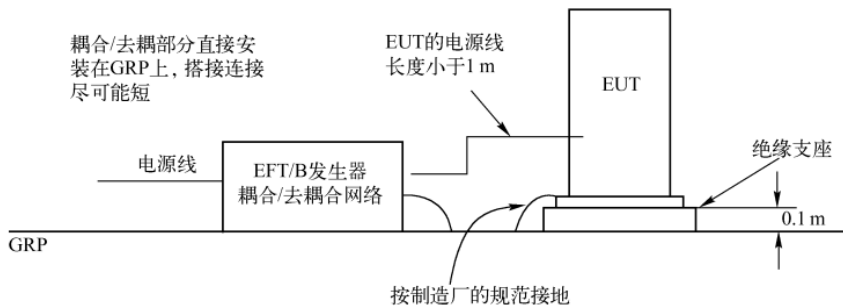 耦合/去耦部分直接安
装在GRP上，搭接连接
尽可能短
EUT的电源线
长度小于1 m
EUT
电源线
EFT/B发生器
耦合/去耦合网络
绝缘支座
0.1 m
GRP
按制造厂的规范接地